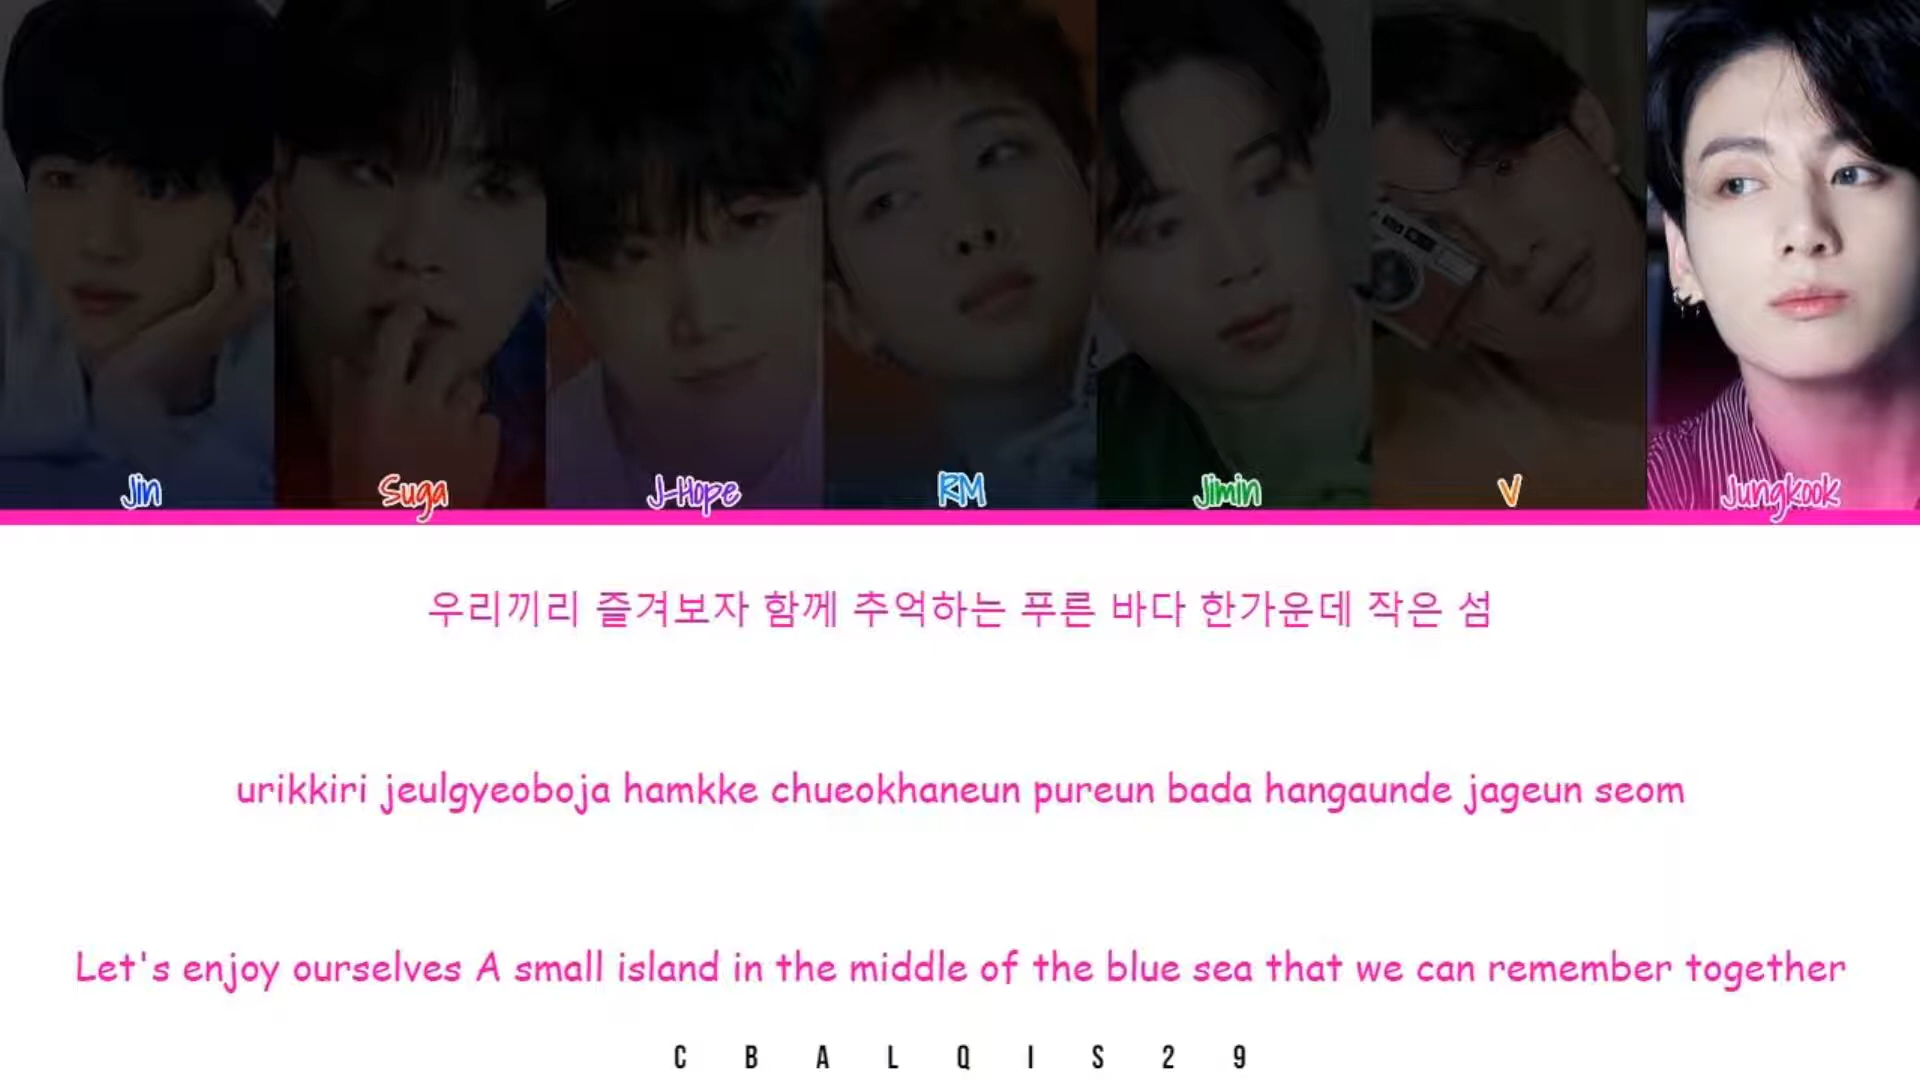 Jin Suga J-Hope RM Jimin V Jungkook
우리끼리 즐겨보자 함께 추억하는 푸른 바다 한가운데 작은 섬
urikkiri jeulgyeoboja hamkke chueokhaneun pureun bada hangaunde jageun seom
Let's enjoy ourselves A small island in the middle of the blue sea that we can remember together
CBALQIS29